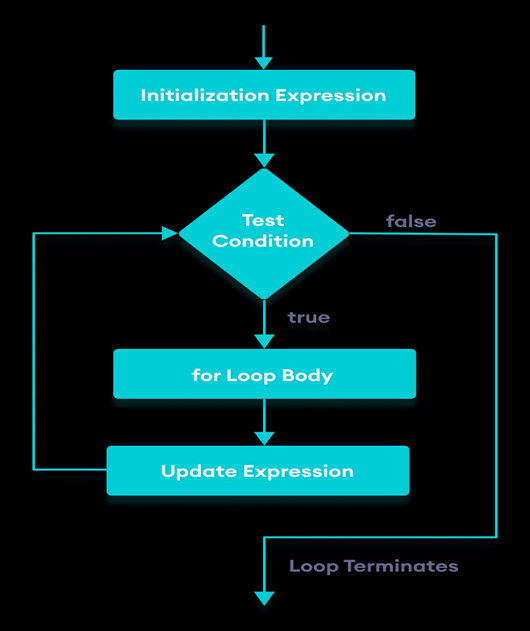 Initialization Expression
Test
Condition
false
true
for Loop Body
Update Expression
Loop Terminates